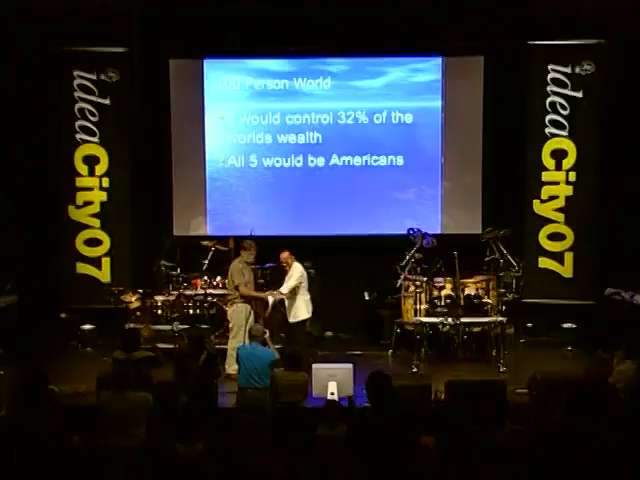 ideaCity07
Person World
would control 32% of the
worlds wealth
All 5 would be Americans
ideaCity07